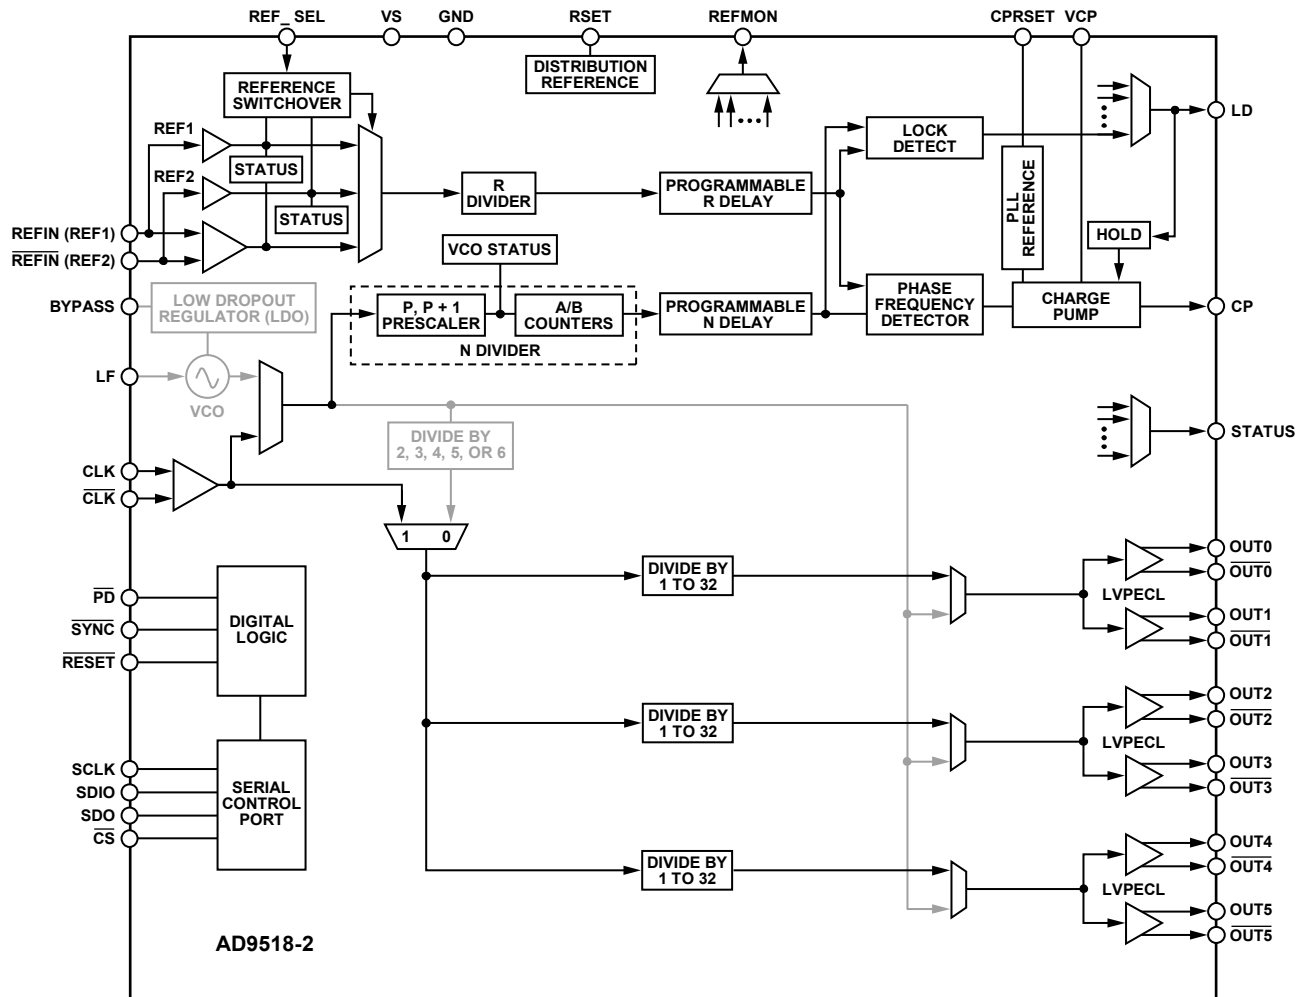 REF_SEL
VS
GND
RSET
REFMON
CPRSET
VCP
DISTRIBUTION
REFERENCE
REFERENCE
SWITCHOVER
REF1
STATUS
REF2
STATUS
R
DIVIDER
PROGRAMMABLE
R DELAY
LOCK
DETECT
LD
PLL
REFERENCE
HOLD
REFIN (REF1)
REFIN (REF2)
VCO STATUS
BYPASS
LOW DROPOUT
REGULATOR (LDO)
P, P + 1
PRESCALER
A/B
COUNTERS
N DIVIDER
PROGRAMMABLE
N DELAY
PHASE
FREQUENCY
DETECTOR
CHARGE
PUMP
CP
LF
VCO
DIVIDE BY
2, 3, 4, 5, OR 6
STATUS
CLK
CLK
1
0
PD
SYNC
RESET
DIGITAL
LOGIC
DIVIDE BY
1 TO 32
LVPECL
OUT0
OUT0
OUT1
OUT1
DIVIDE BY
1 TO 32
LVPECL
OUT2
OUT2
OUT3
OUT3
SCLK
SDIO
SDO
CS
SERIAL
CONTROL
PORT
DIVIDE BY
1 TO 32
LVPECL
OUT4
OUT4
OUT5
OUT5
AD9518-2